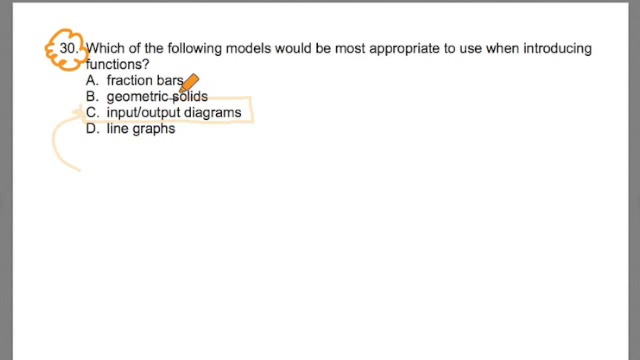 30. Which of the following models would be most appropriate to use when introducing
functions?
A. fraction bars
B. geometric solids
C. input/output diagrams
D. line graphs